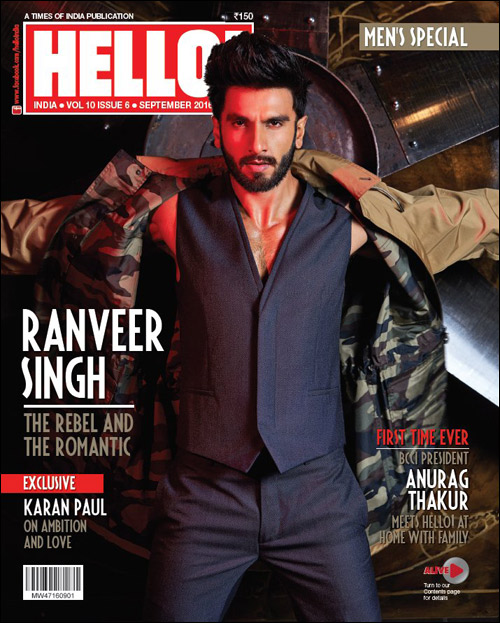 A TIMES OF INDIA PUBLICATION
₹150
HELLO!
INDIA ● VOL 10 ISSUE 6 ● SEPTEMBER 2016
MEN'S SPECIAL
RANVEER
SINGH
THE REBEL AND
THE ROMANTIC
EXCLUSIVE
KARAN PAUL
ON AMBITION
AND LOVE
FIRST TIME EVER
BCCI PRESIDENT
ANURAG
THAKUR
MEETS HELLO! AT
HOME WITH FAMILY
ALIVE
Turn to our
Contents page
for details
MW47160901